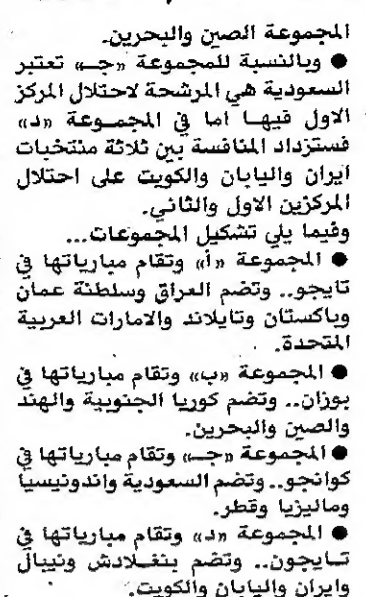 المجموعة الصين والبحرين.
● وبالنسبة للمجموعة «جـ» تعتبر
السعودية هي المرشحة لاحتلال المركز
الاول فيها اما في المجموعة «د»
فستزداد المنافسة بين ثلاثة منتخبات
ايران واليابان والكويت على احتلال
المركزين الاول والثاني.
وفيما يلي تشكيل المجموعات...
● المجموعة «أ» وتقام مبارياتها في
تايجو.. وتضم العراق وسلطنة عمان
وباكستان وتايلاند والامارات العربية
المتحدة.
● المجموعة «ب» وتقام مبارياتها في
بوزان.. وتضم كوريا الجنوبية والهند
والصين والبحرين.
● المجموعة «جـ» وتقام مبارياتها في
كوانجو.. وتضم السعودية واندونيسيا
وماليزيا وقطر.
● المجموعة «د» وتقام مبارياتها في
تايجون.. وتضم بنغلادش ونيبال
وايران واليابان والكويت.